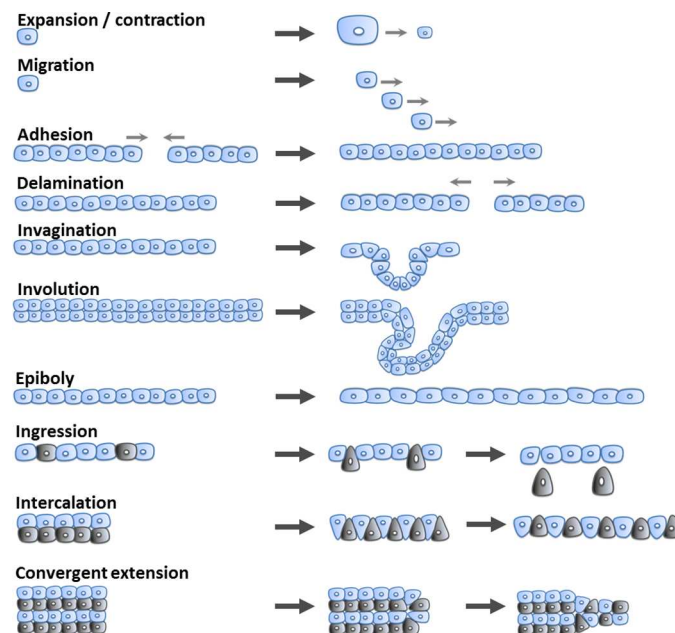 Expansion / contraction
Migration
Adhesion
Delamination
Invagination
Involution
Epiboly
Ingression
Intercalation
Convergent extension